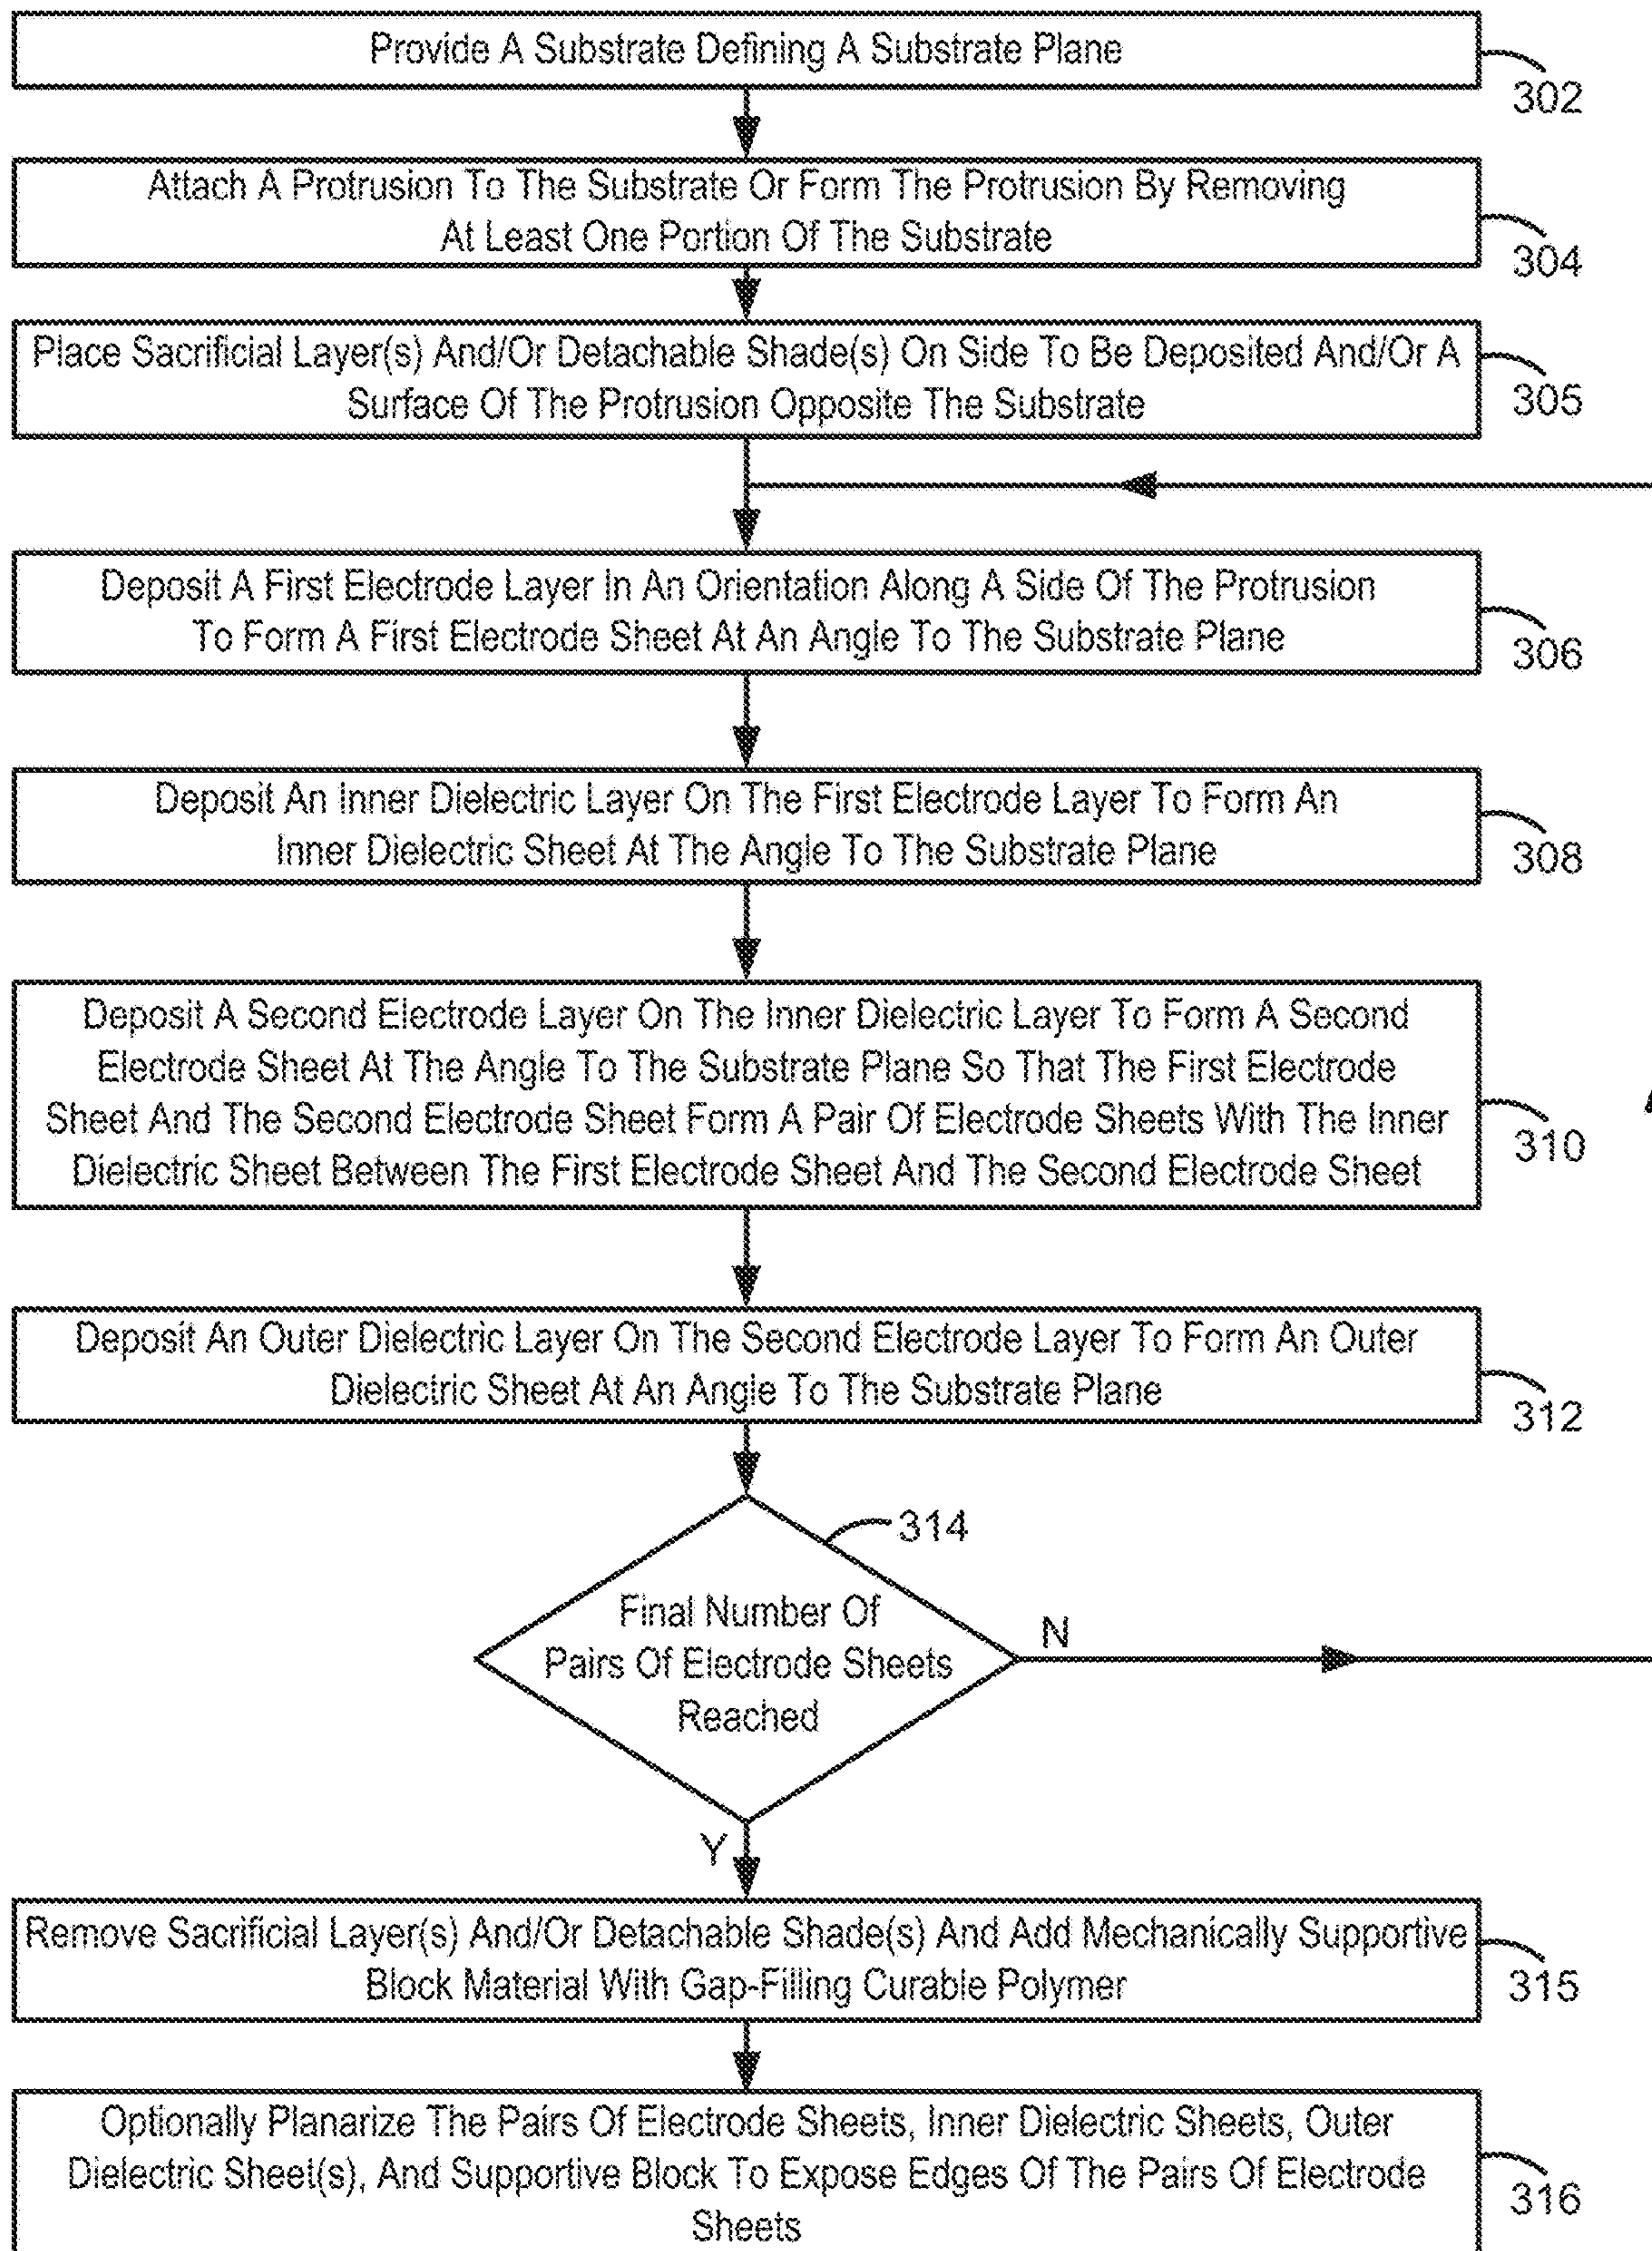 Provide A Substrate Defining A Substrate Plane
302
Attach A Protrusion To The Substrate Or Form The Protrusion By Removing
At Least One Portion Of The Substrate
304
Place Sacrificial Layer(s) And/Or Detachable Shade(s) On Side To Be Deposited And/Or A
Surface Of The Protrusion Opposite The Substrate
305
Deposit A First Electrode Layer In An Orientation Along A Side Of The Protrusion
To Form A First Electrode Sheet At An Angle To The Substrate Plane
306
Deposit An Inner Dielectric Layer On The First Electrode Layer To Form An
Inner Dielectric Sheet At The Angle To The Substrate Plane
308
Deposit A Second Electrode Layer On The Inner Dielectric Layer To Form A Second
Electrode Sheet At The Angle To The Substrate Plane So That The First Electrode
Sheet And The Second Electrode Sheet Form A Pair Of Electrode Sheets With The Inner
Dielectric Sheet Between The First Electrode Sheet And The Second Electrode Sheet
310
Deposit An Outer Dielectric Layer On The Second Electrode Layer To Form An Outer
Dielectric Sheet At An Angle To The Substrate Plane
312
314
Final Number Of
Pairs Of Electrode Sheets
Reached
N
Y
Remove Sacrificial Layer(s) And/Or Detachable Shade(s) And Add Mechanically Supportive
Block Material With Gap-Filling Curable Polymer
315
Optionally Planarize The Pairs Of Electrode Sheets, Inner Dielectric Sheets, Outer
Dielectric Sheet(s), And Supportive Block To Expose Edges Of The Pairs Of Electrode
Sheets
316